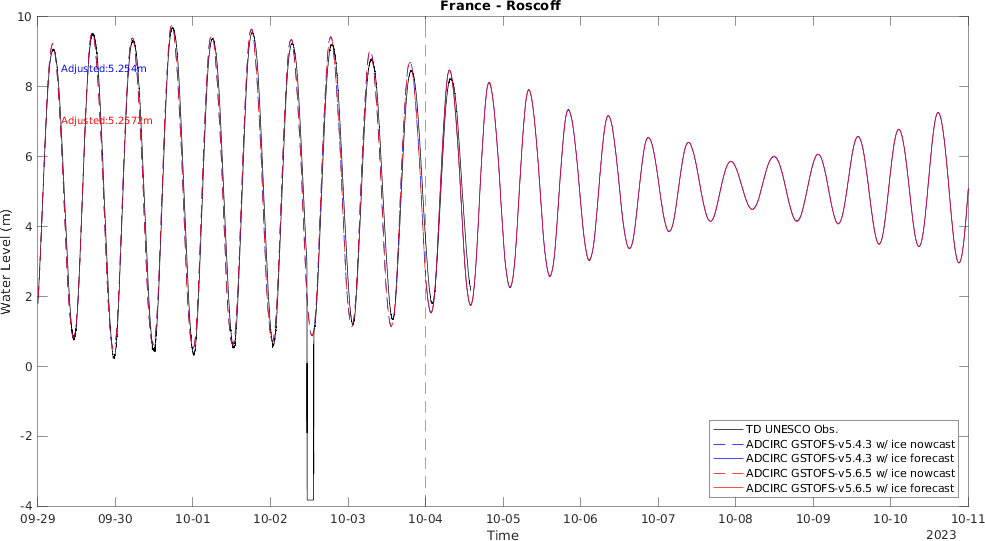 France - Roscoff
10
8
6
4
2
0
-2
-4
Water Level (m)
Adjusted:5.254m
Adjusted:5.2572m
TD UNESCO Obs.
ADCIRC GSTOFS-v5.4.3 w/ ice nowcast
ADCIRC GSTOFS-v5.4.3 w/ ice forecast
ADCIRC GSTOFS-v5.6.5 w/ ice nowcast
ADCIRC GSTOFS-v5.6.5 w/ ice forecast
09-29 09-30 10-01 10-02 10-03 10-04 10-05 10-06 10-07 10-08 10-09 10-10 10-11
Time
2023